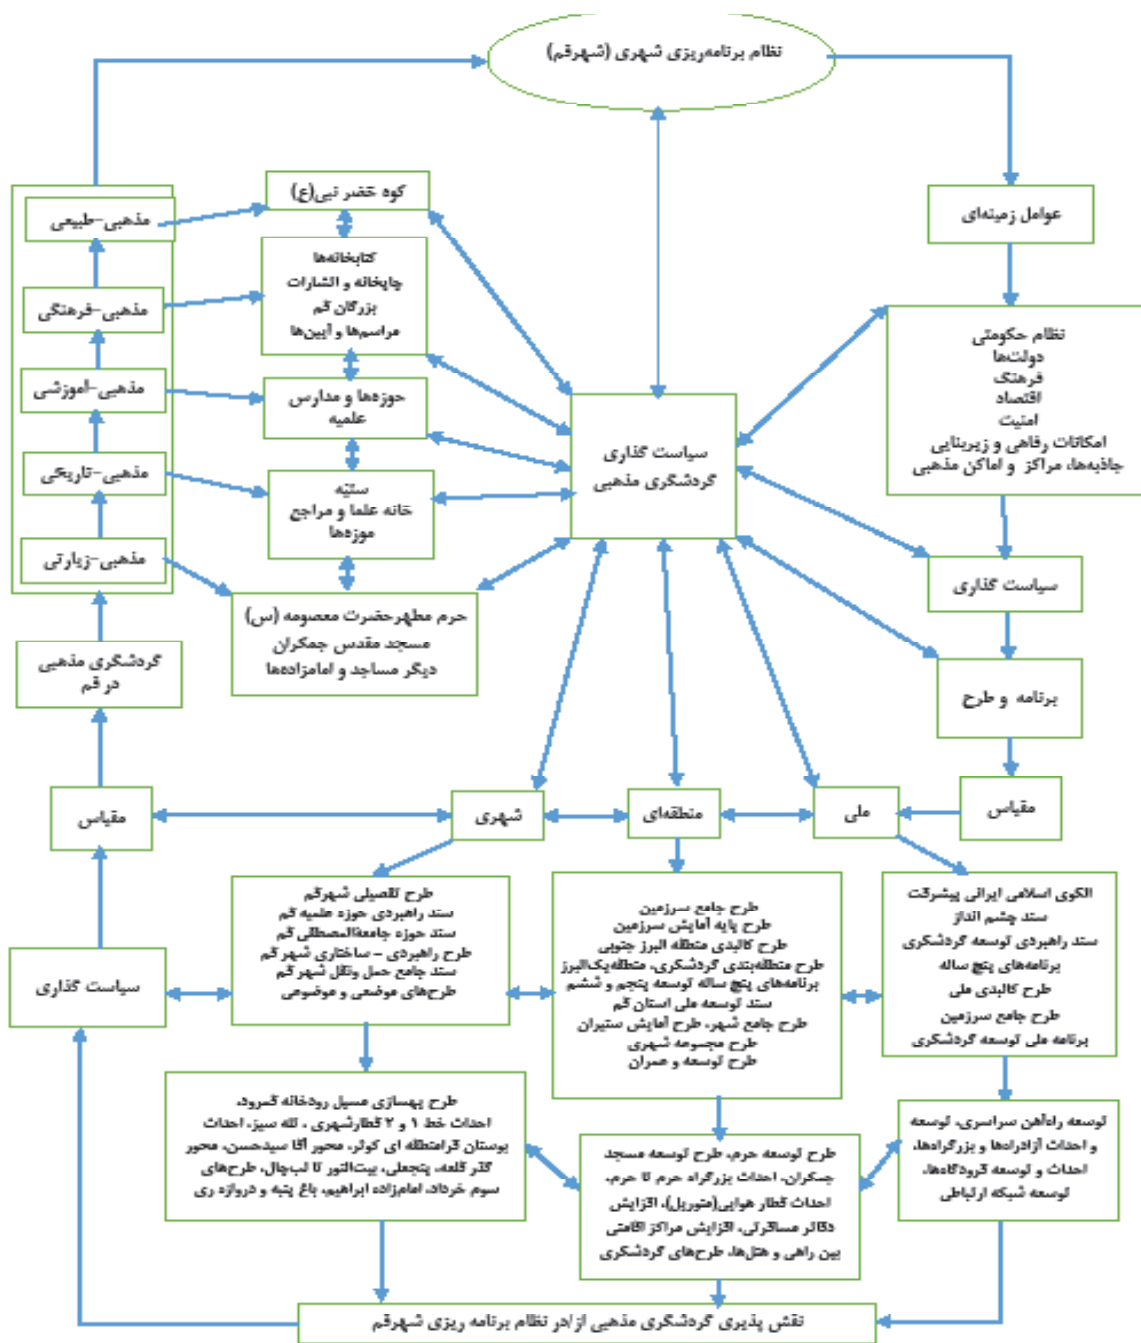 نظام برنامه‌ریزی شهری (شهرقم)
عوامل زمینه‌ای
نظام حکومتی
دولت‌ها
فرهنگ
اقتصاد
امنیت
امکانات رفاهی و زیربنایی
جاذبه‌ها، مراکز و اماکن مذهبی
سیاست گذاری
برنامه و طرح
مقیاس
سیاست گذاری
گردشگری مذهبی
کوه خضر نبی(ع)
کتابخانه‌ها
چاپخانه و انتشارات
بزرگان قم
مراسم‌ها و آیین‌ها
حوزه‌ها و مدارس
علمیه
ستیّه
خانه علما و مراجع
موزه‌ها
حرم مطهرحضرت معصومه (س)
مسجد مقدس جمکران
دیگر مساجد و امامزاده‌ها
مذهبی-طبیعی
مذهبی-فرهنگی
مذهبی-آموزشی
مذهبی-تاریخی
مذهبی-زیارتی
گردشگری مذهبی
در قم
مقیاس
سیاست گذاری
ملی
منطقه‌ای
شهری
الگوی اسلامی ایرانی پیشرفت
سند چشم انداز
سند راهبردی توسعه گردشگری
برنامه‌های پنج ساله
طرح کالبدی ملی
طرح جامع سرزمین
برنامه ملی توسعه گردشگری
طرح جامع سرزمین
طرح پایه آمایش سرزمین
طرح کالبدی منطقه البرز جنوبی
طرح منطقه‌بندی گردشگری، منطقه‌یک‌البرز
برنامه‌های پنج ساله توسعه پنجم و ششم
سند توسعه ملی استان قم
طرح جامع شهر، طرح آمایش ستیران
طرح مجموعه شهری
طرح توسعه و عمران
طرح تفصیلی شهرقم
سند راهبردی حوزه علمیه قم
سند حوزه جامعةالمصطفی قم
طرح راهبردی - ساختاری شهر قم
سند جامع حمل ونقل شهر قم
طرح‌های موضعی و موضوعی
توسعه راه‌آهن سراسری، توسعه
و احداث آزادراه‌ها و بزرگراه‌ها،
احداث و توسعه فرودگاه‌ها،
توسعه شبکه ارتباطی
طرح توسعه حرم، طرح توسعه مسجد
جمکران، احداث بزرگراه حرم تا حرم،
احداث قطار هوایی(منوریل)، افزایش
دفاتر مسافرتی، افزایش مراکز اقامتی
بین راهی و هتل‌ها، طرح‌های گردشگری
طرح بهسازی مسیل رودخانه قمرود،
احداث خط ۱ و ۲ قطارشهری ، تله سیز، احداث
بوستان فرامنطقه ای کوثر، محور آقا سیدحسن، محور
گذر قلعه، پنجعلی، بیت‌النور تا لب‌چال، طرح‌های
سوم خرداد، امام‌زاده ابراهیم، باغ پنبه و دروازه ری
نقش پذیری گردشگری مذهبی از/در نظام برنامه ریزی شهرقم